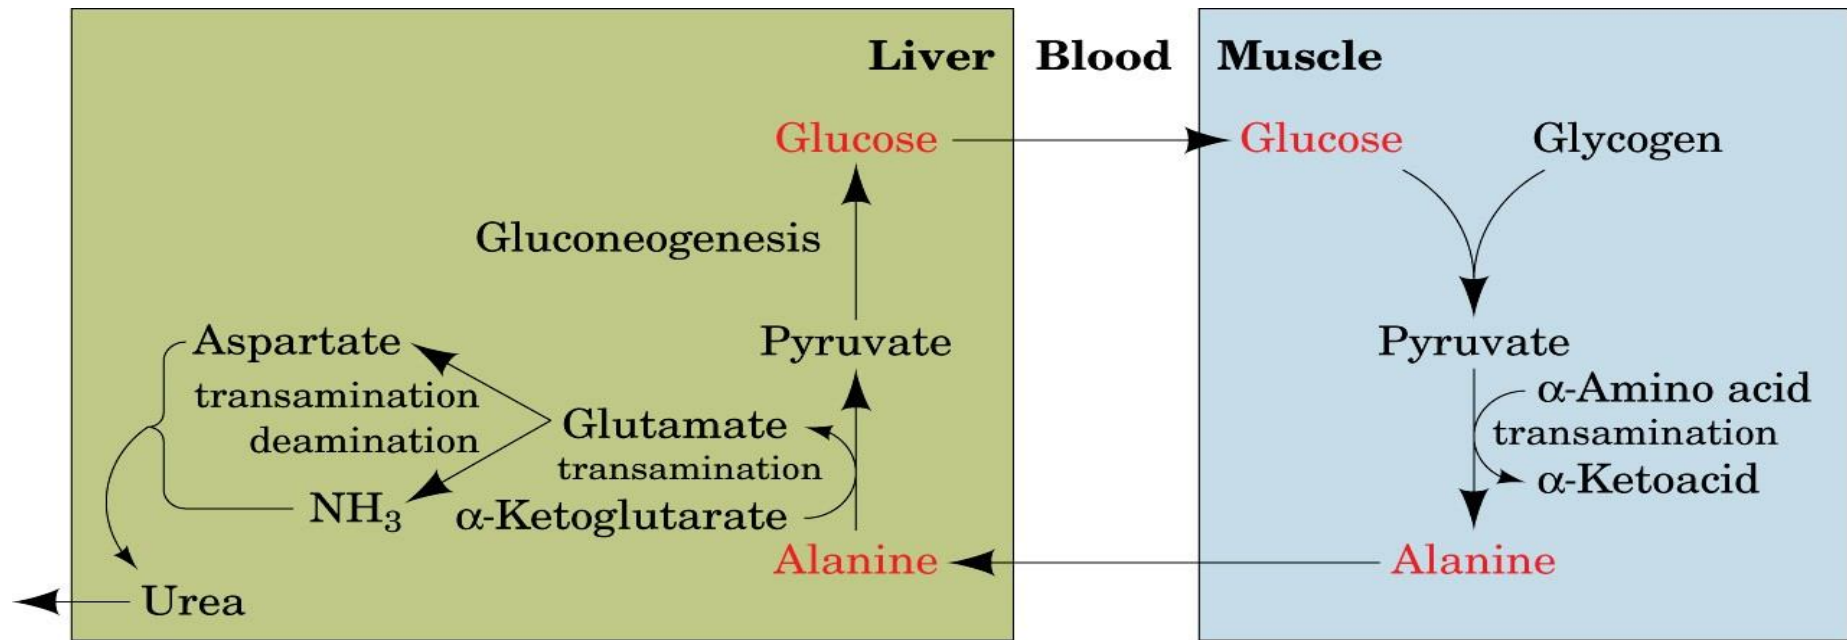 Liver
Blood
Muscle
Glucose
Glucose
Glycogen
Gluconeogenesis
Aspartate
Pyruvate
Pyruvate
transamination
deamination
Glutamate
transamination
α-Ketoglutarate
NH₃
α-Amino acid
transamination
α-Ketoacid
Alanine
Alanine
Urea